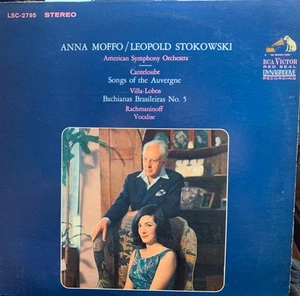 LSC-2795 STEREO
ANNA MOFFO/LEOPOLD STOKOWSKI
American Symphony Orchestra
Canteloube
Songs of the Auvergne
Villa-Lobos
Bachianas Brasileiras No. 5
Rachmaninoff
Vocalise
RCA VICTOR
RED SEAL
DYNAGROOVE
RECORDING